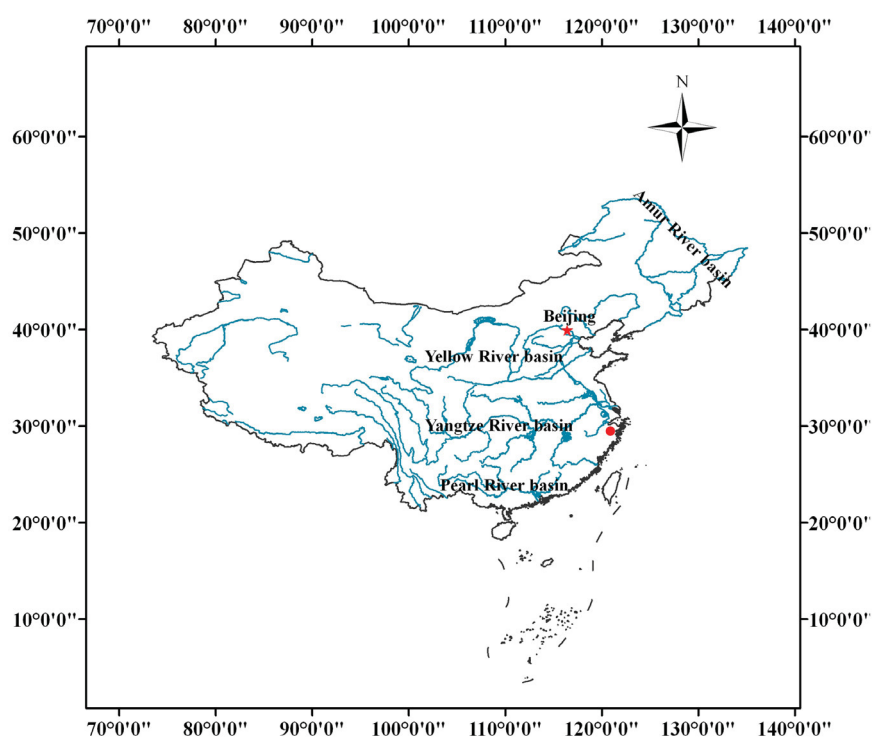 70°0'0" 80°0'0" 90°0'0" 100°0'0" 110°0'0" 120°0'0" 130°0'0" 140°0'0"
N
60°0'0" 60°0'0"
Amur River basin
50°0'0" 50°0'0"
Beijing
40°0'0" 40°0'0"
Yellow River basin
Yangtze River basin
30°0'0" 30°0'0"
Pearl River basin
20°0'0" 20°0'0"
10°0'0" 10°0'0"
70°0'0" 80°0'0" 90°0'0" 100°0'0" 110°0'0" 120°0'0" 130°0'0" 140°0'0"